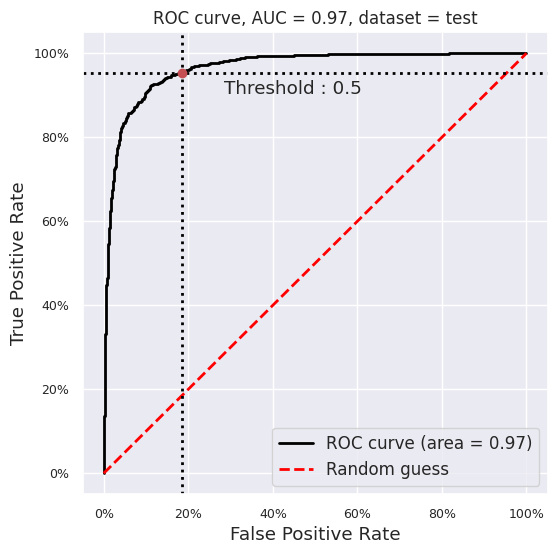 ROC curve, AUC = 0.97, dataset = test
100%
80%
60%
40%
20%
0%
True Positive Rate
Threshold : 0.5
ROC curve (area = 0.97)
Random guess
0%
20%
40%
60%
80%
100%
False Positive Rate